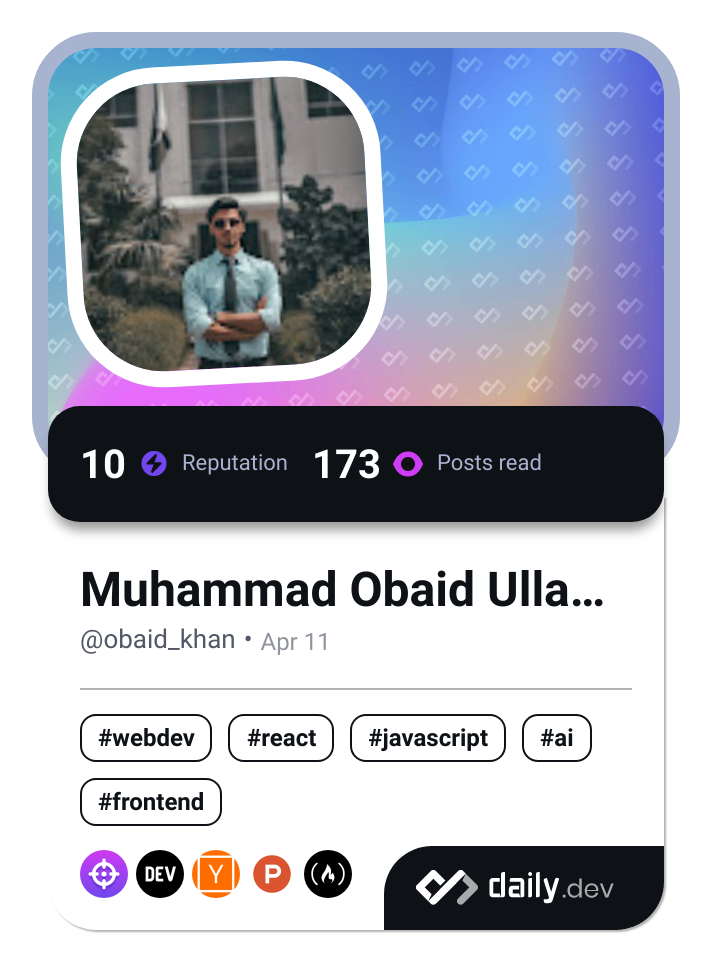 10 Reputation 173 Posts read
Muhammad Obaid Ulla...
@obaid_khan • Apr 11
#webdev #react #javascript #ai
#frontend
DEV Y P
daily.dev